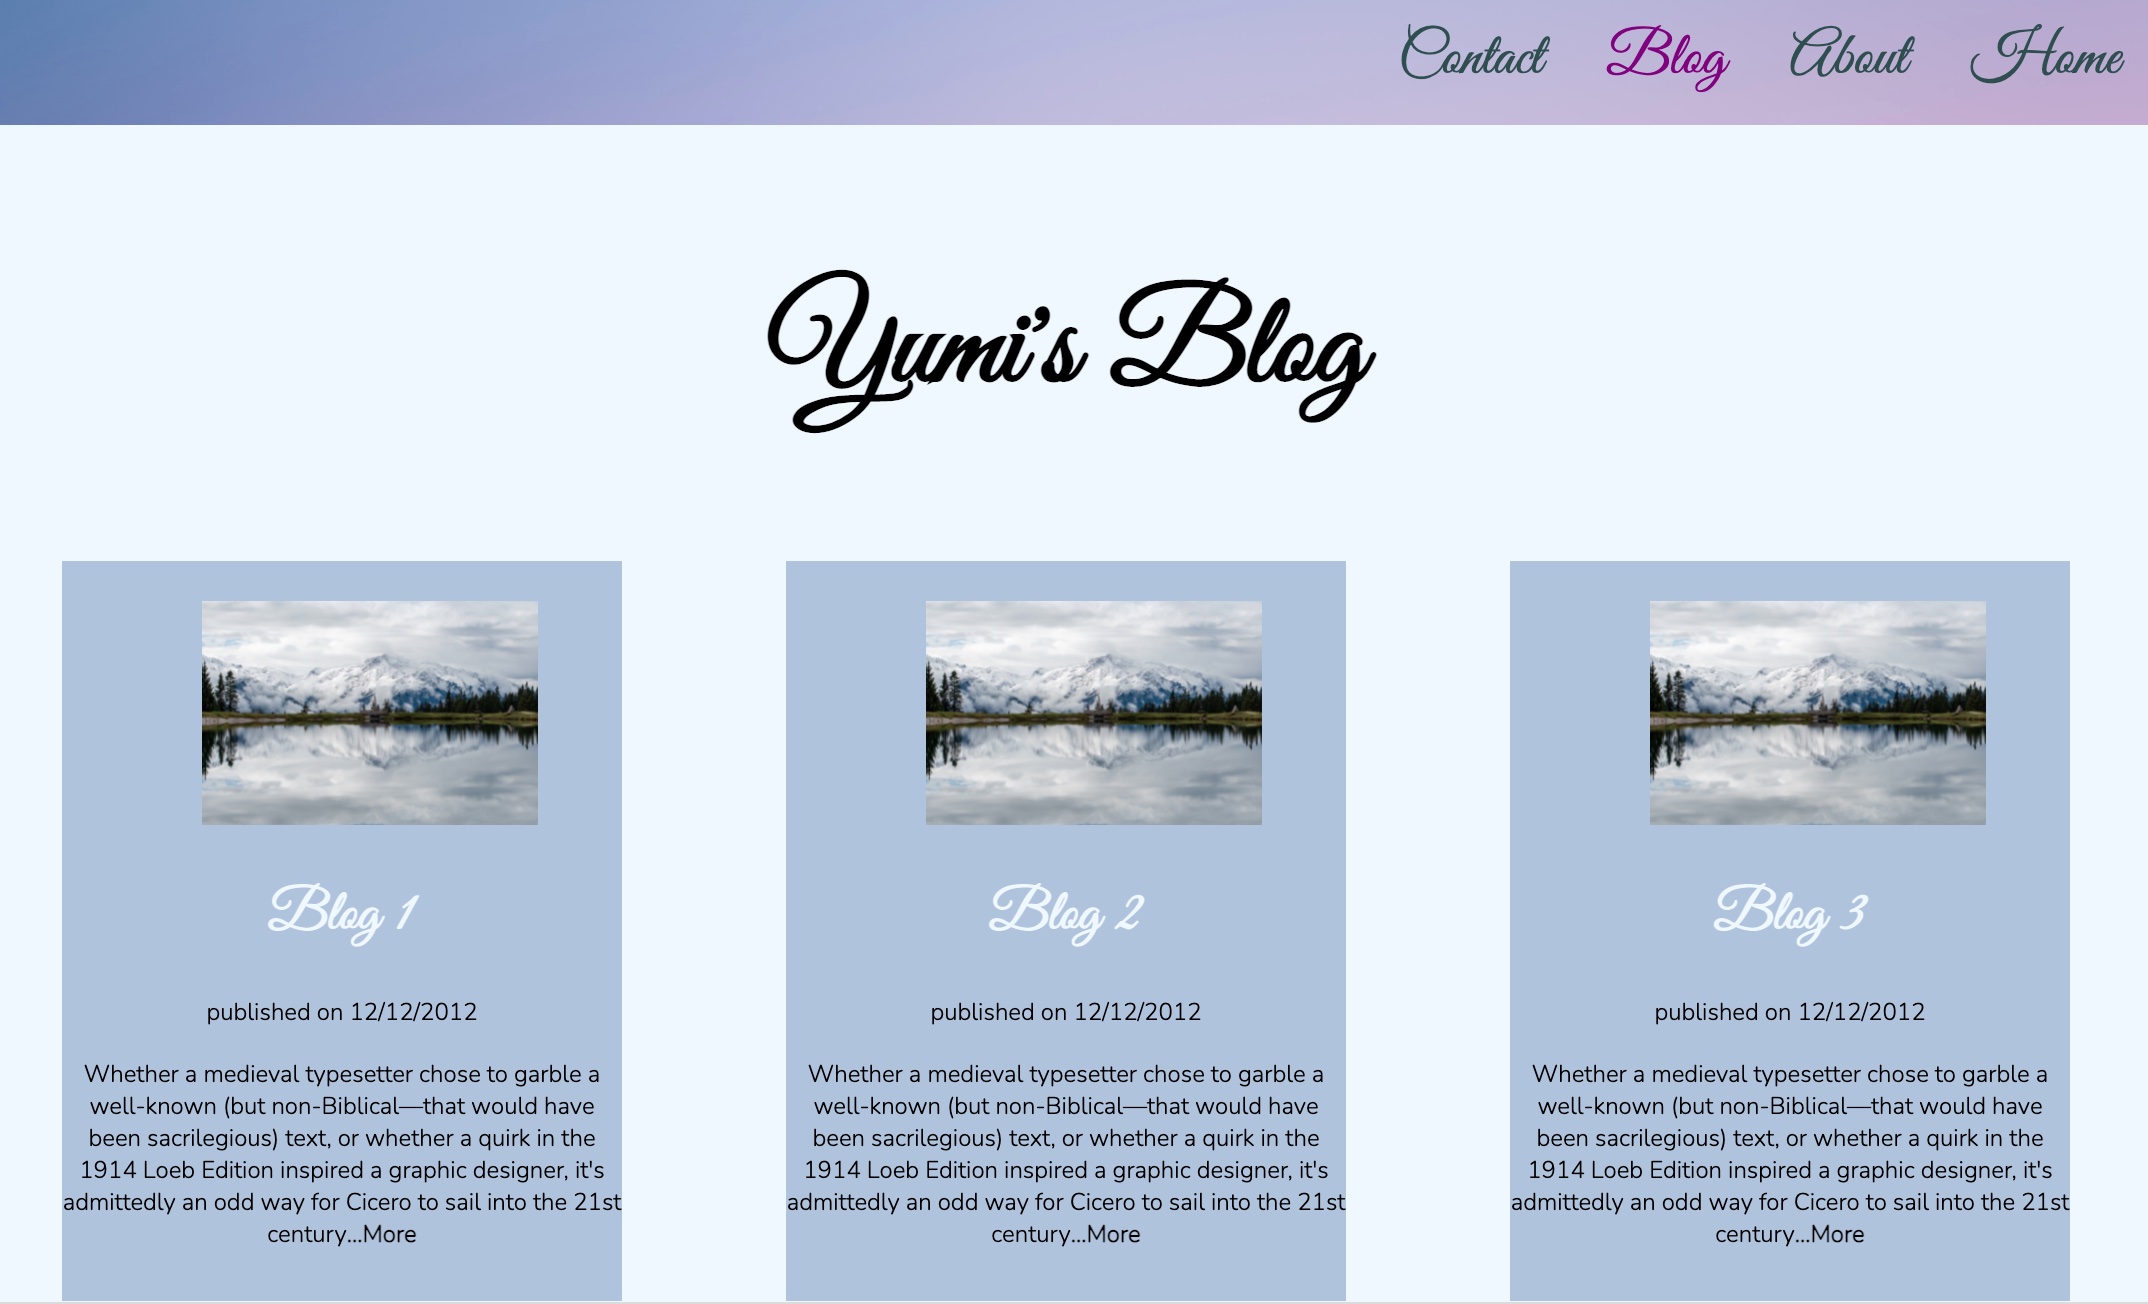 Contact Blog About Home
Yumi's Blog
Blog 1
published on 12/12/2012
Whether a medieval typesetter chose to garble a
well-known (but non-Biblical—that would have
been sacrilegious) text, or whether a quirk in the
1914 Loeb Edition inspired a graphic designer, it's
admittedly an odd way for Cicero to sail into the 21st
century...More
Blog 2
published on 12/12/2012
Whether a medieval typesetter chose to garble a
well-known (but non-Biblical—that would have
been sacrilegious) text, or whether a quirk in the
1914 Loeb Edition inspired a graphic designer, it's
admittedly an odd way for Cicero to sail into the 21st
century...More
Blog 3
published on 12/12/2012
Whether a medieval typesetter chose to garble a
well-known (but non-Biblical—that would have
been sacrilegious) text, or whether a quirk in the
1914 Loeb Edition inspired a graphic designer, it's
admittedly an odd way for Cicero to sail into the 21st
century...More